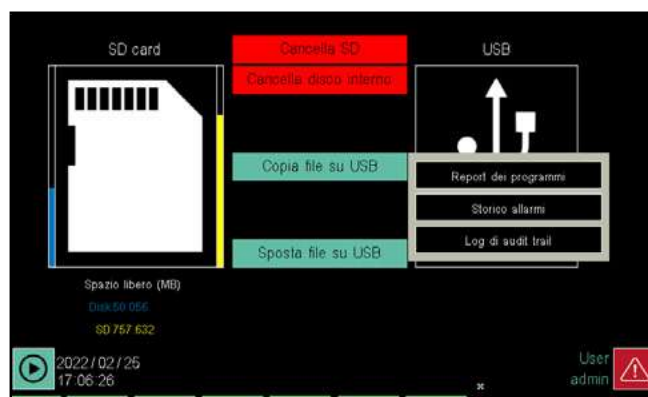 SD card
Cancella SD
USB
Cancella disco interno
Copia file su USB
Report dei programmi
Storico allarmi
Log di audit trail
Sposta file su USB
Spazio libero (MB)
Disk:50 056
SD 757 632
2022/02/25
17:06:26
User
admin